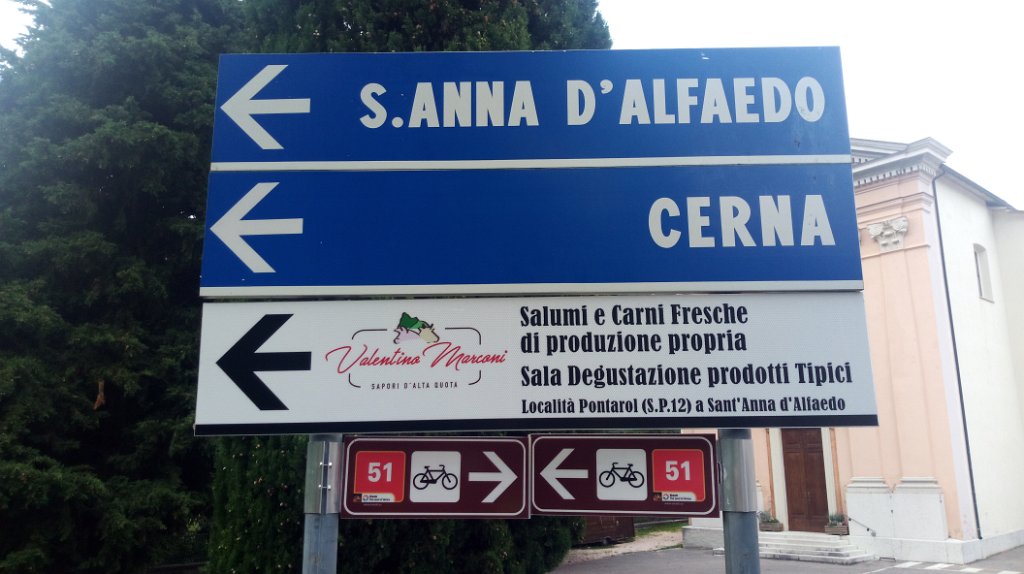 S.ANNA D'ALFAEDO
CERNA
Valentino Marconi
SAPORI D'ALTA QUOTA
Salumi e Carni Fresche
di produzione propria
Sala Degustazione prodotti Tipici
Località Pontarol (S.P.12) a Sant'Anna d'Alfaedo
51
51